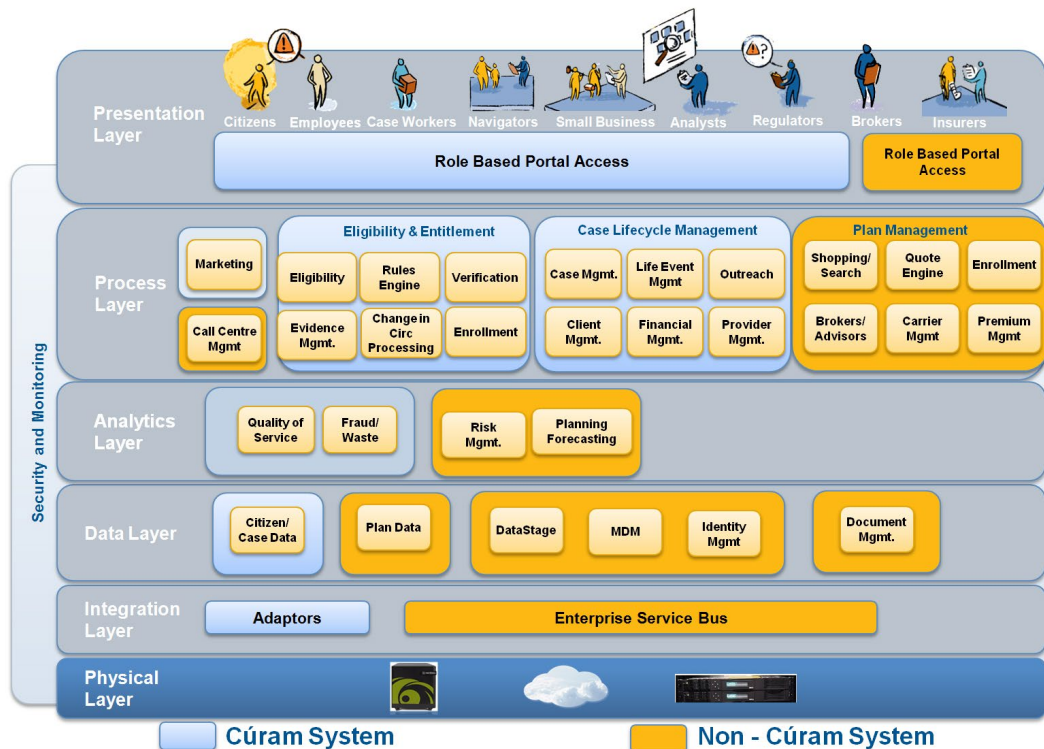 Citizens
Employees
Case Workers
Navigators
Small Business
Analysts
Regulators
Brokers
Insurers
Presentation
Layer
Role Based Portal Access
Role Based Portal
Access
Security and Monitoring
Process
Layer
Marketing
Call Centre
Mgmt
Eligibility & Entitlement
Eligibility
Rules
Engine
Verification
Evidence
Mgmt.
Change in
Circ
Processing
Enrollment
Case Lifecycle Management
Case Mgmt.
Life Event
Mgmt
Outreach
Client
Mgmt.
Financial
Mgmt.
Provider
Mgmt.
Plan Management
Shopping/
Search
Quote
Engine
Enrollment
Brokers/
Advisors
Carrier
Mgmt
Premium
Mgmt
Analytics
Layer
Quality of
Service
Fraud/
Waste
Risk
Mgmt.
Planning
Forecasting
Data Layer
Citizen/
Case Data
Plan Data
DataStage
MDM
Identity
Mgmt
Document
Mgmt.
Integration
Layer
Adaptors
Enterprise Service Bus
Physical
Layer
Cúram System
Non - Cúram System